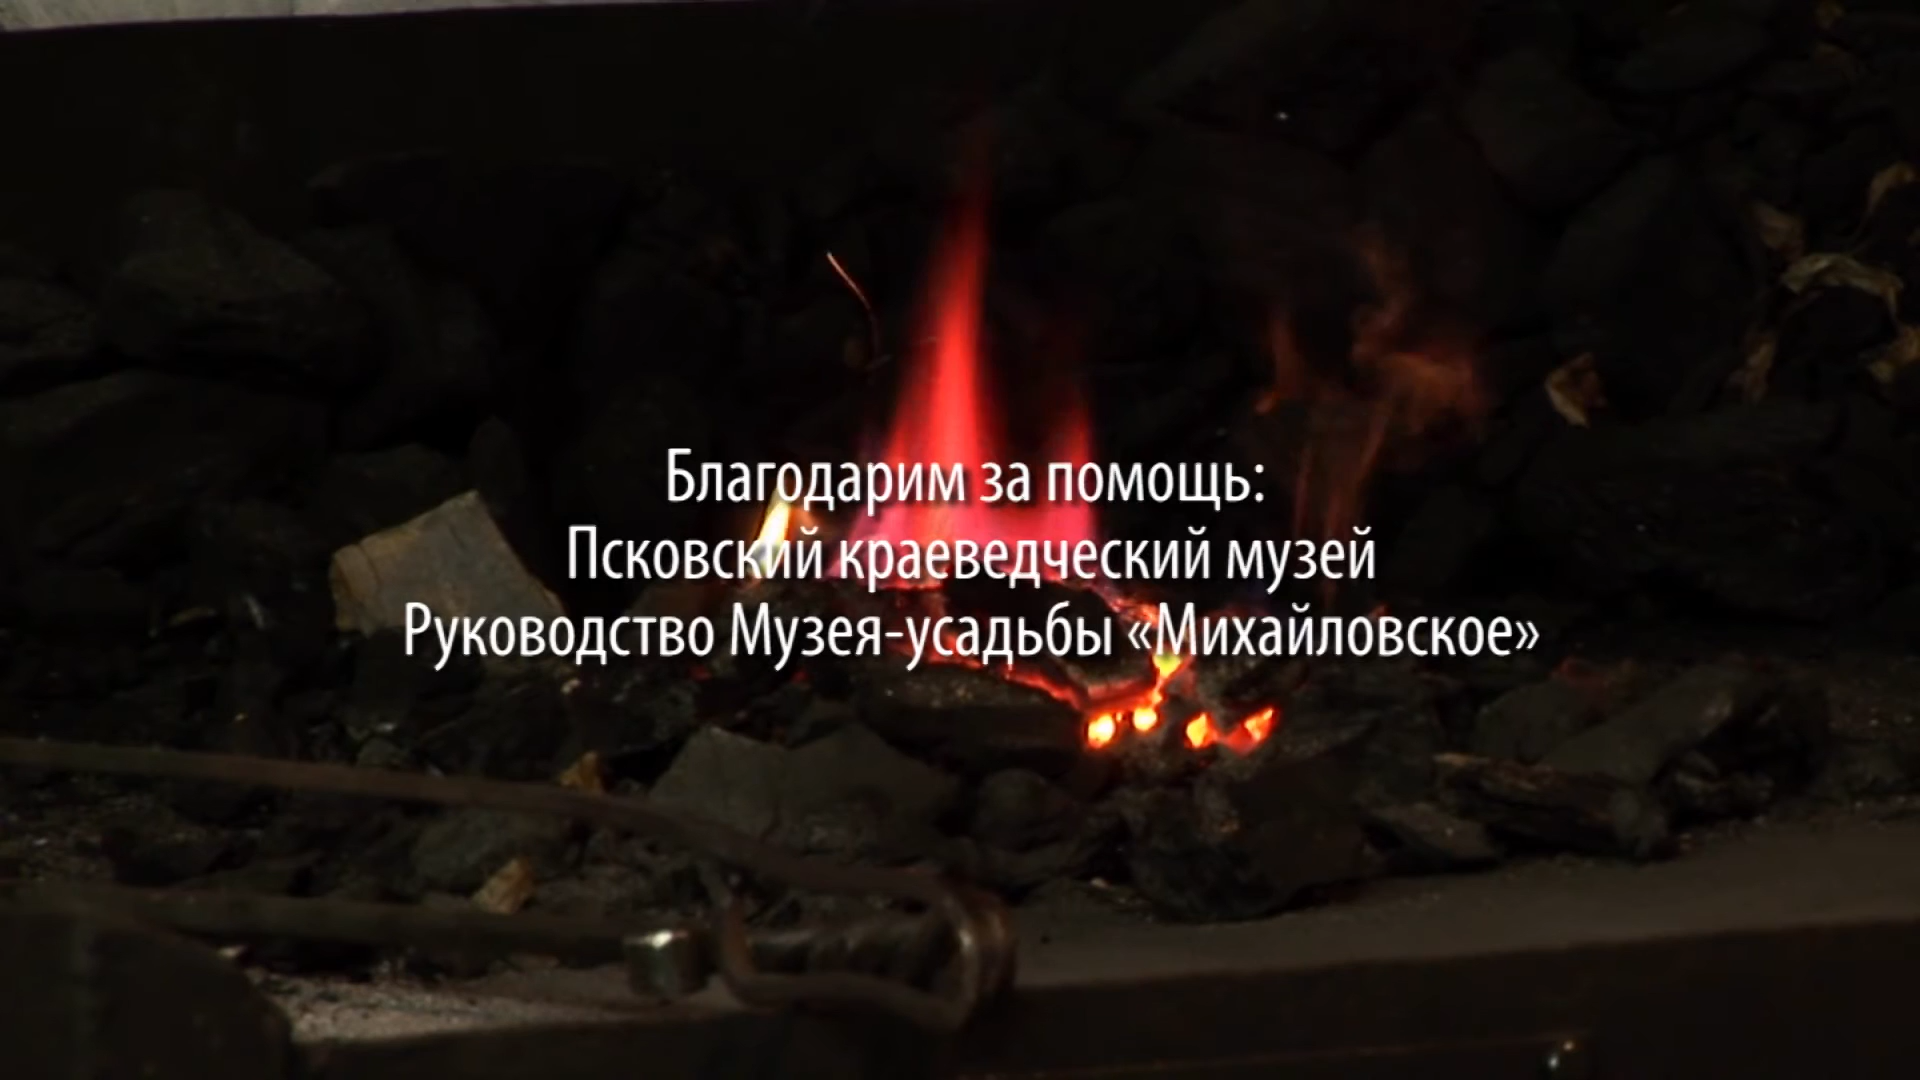 Благодарим за помощь:
Псковский краеведческий музей
Руководство Музея-усадьбы «Михайловское»